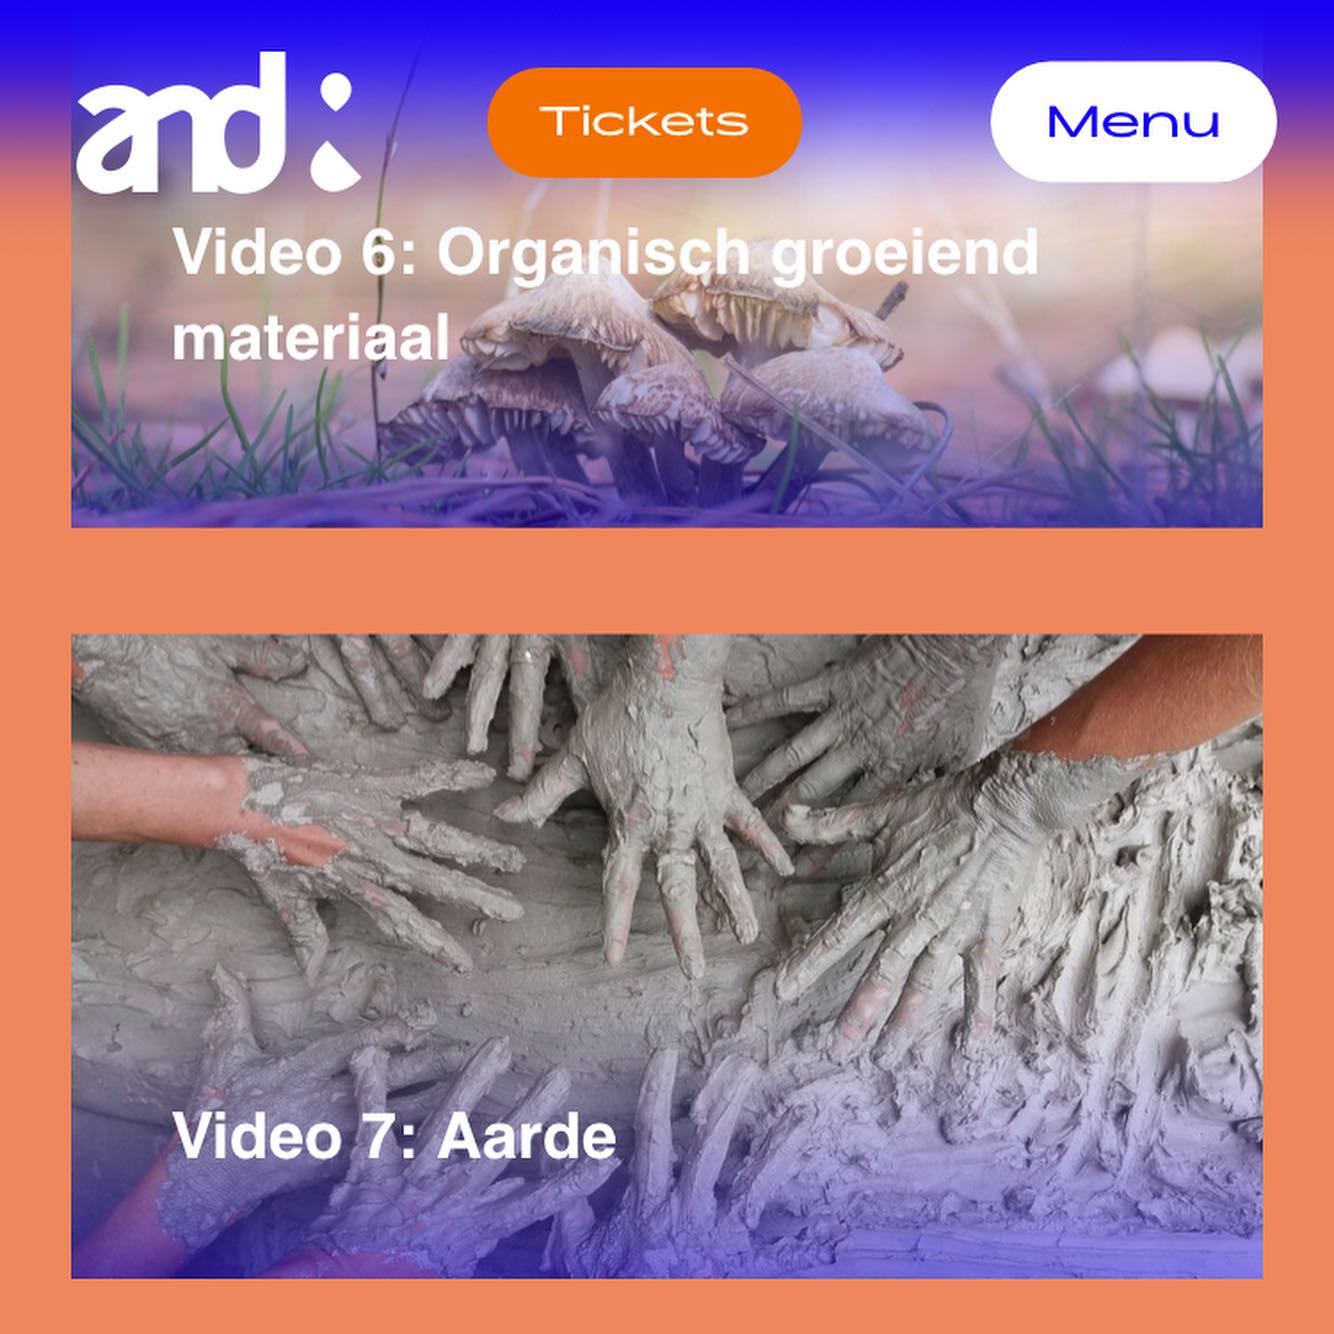 and:
Tickets
Menu
Video 6: Organisch groeiend
materiaal
Video 7: Aarde